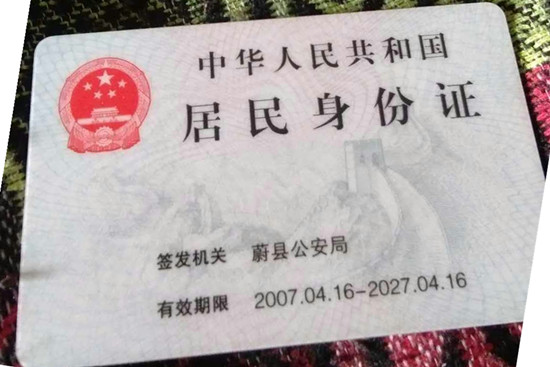 中华人民共和国
居民身份证
签发机关 蔚县公安局
有效期限 2007.04.16-2027.04.16